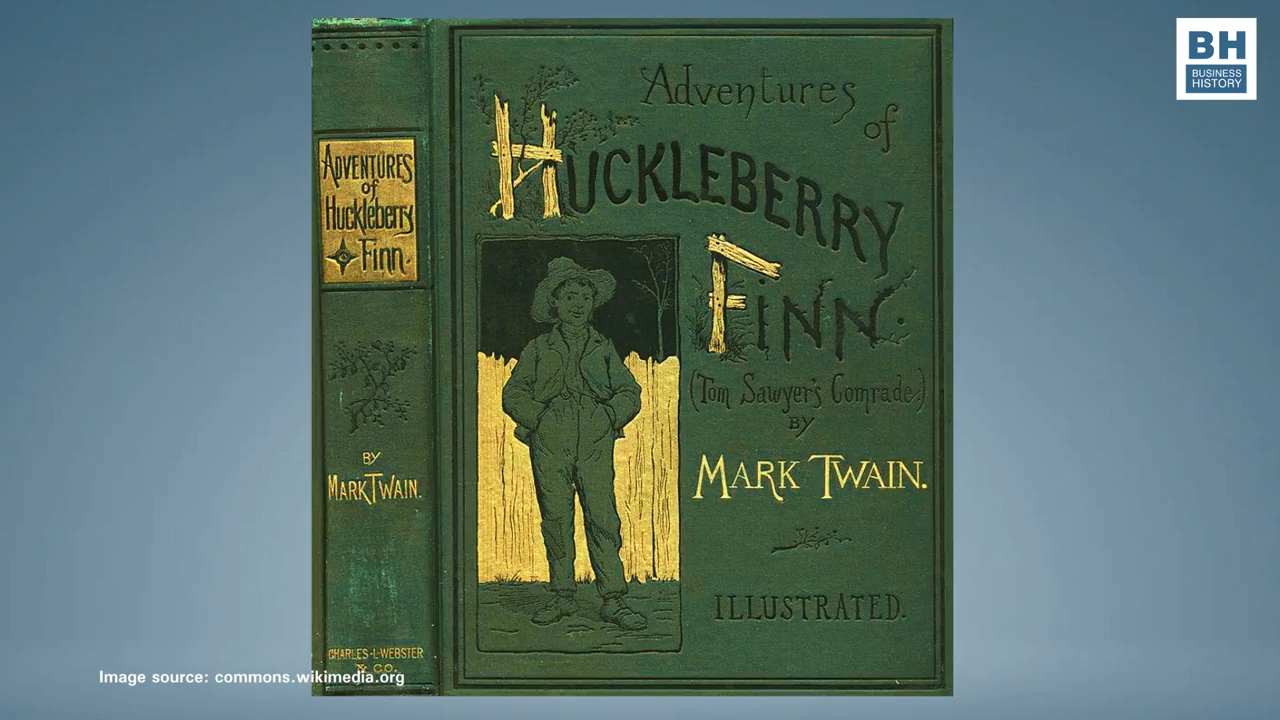 BH
BUSINESS
HISTORY
ADVENTURES
of
Huckleberry
Finn.
BY
MARK TWAIN.
CHARLES•L•WEBSTER
& CO.
Adventures
of
HUCKLEBERRY
FINN.
(Tom Sawyer's Comrade.)
BY
MARK TWAIN.
ILLUSTRATED.
Image source: commons.wikimedia.org